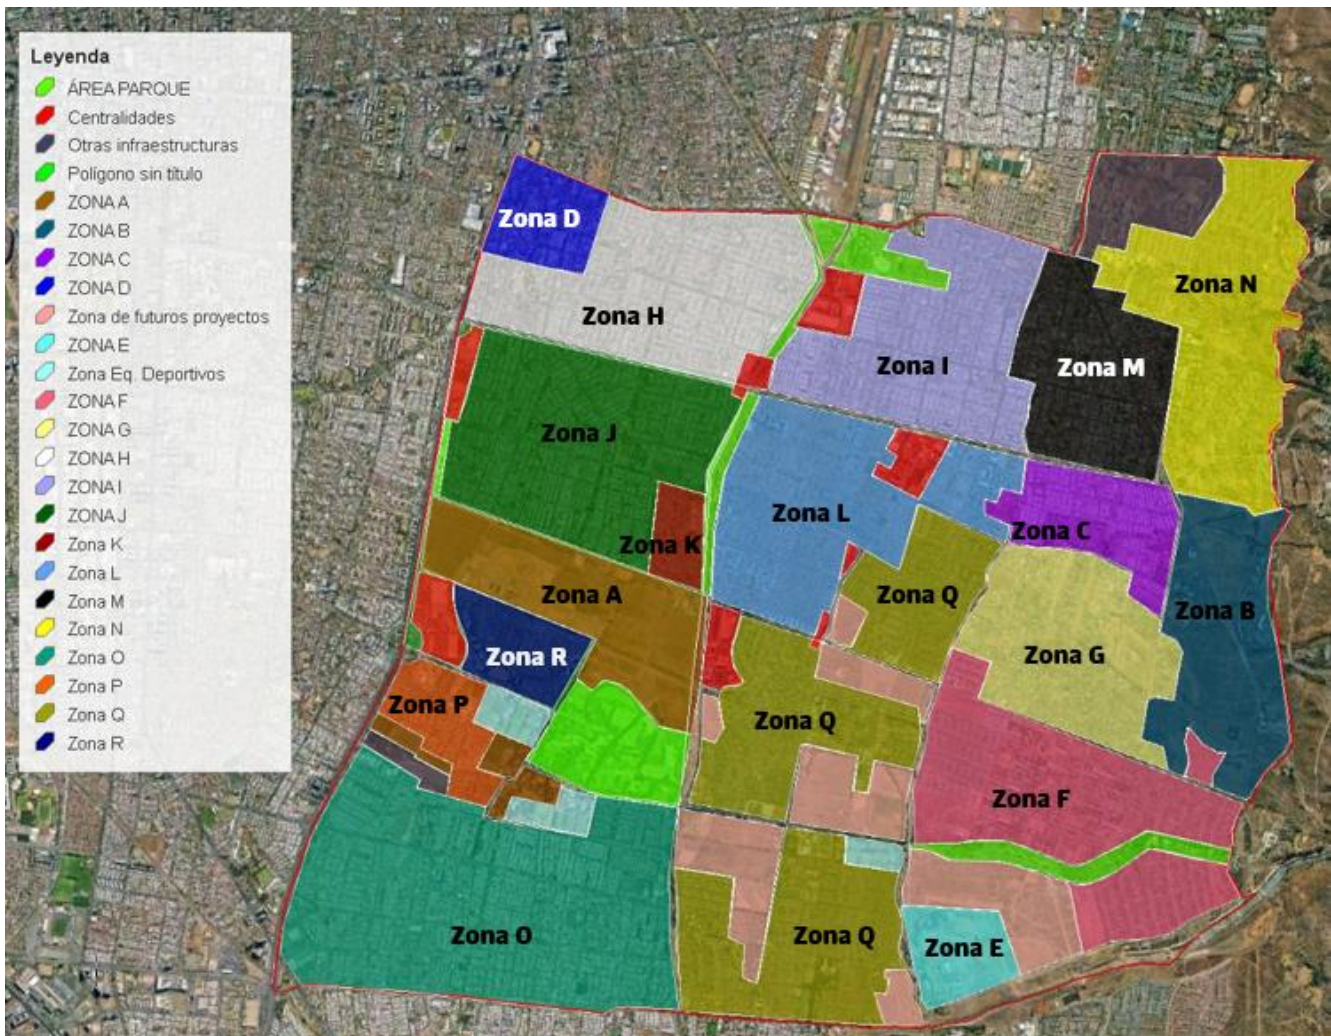 Leyenda
ÁREA PARQUE
Centralidades
Otras infraestructuras
Polígono sin título
ZONA A
ZONA B
ZONA C
ZONA D
Zona de futuros proyectos
ZONA E
Zona Eq. Deportivos
ZONA F
ZONA G
ZONA H
ZONA I
ZONA J
Zona K
Zona L
Zona M
Zona N
Zona O
Zona P
Zona Q
Zona R
Zona D
Zona H
Zona N
Zona I
Zona M
Zona J
Zona L
Zona C
Zona K
Zona A
Zona Q
Zona B
Zona R
Zona G
Zona P
Zona Q
Zona F
Zona O
Zona Q
Zona E